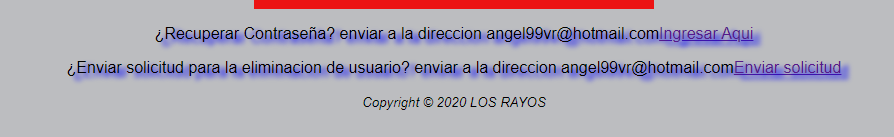 ¿Recuperar Contraseña? enviar a la direccion angel99vr@hotmail.comIngresar Aqui
¿Enviar solicitud para la eliminacion de usuario? enviar a la direccion angel99vr@hotmail.comEnviar solicitud
Copyright © 2020 LOS RAYOS